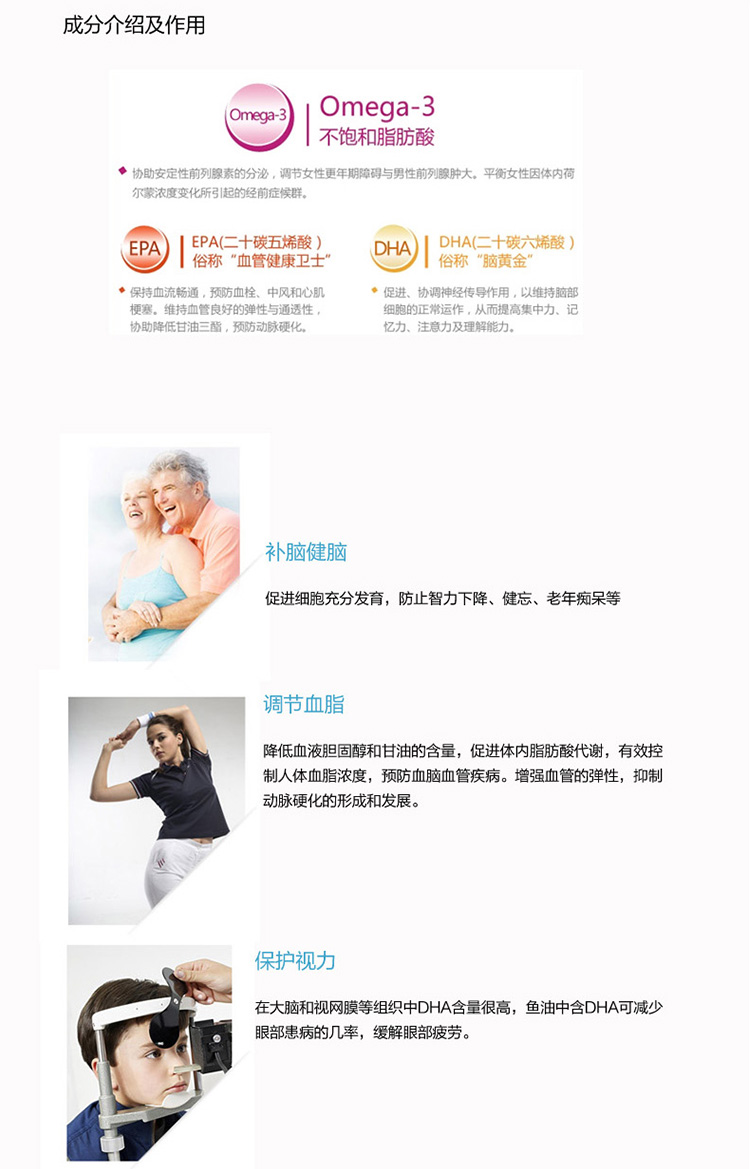 成分介绍及作用
Omega-3
Omega-3
不饱和脂肪酸
协助安定性前列腺素的分泌，调节女性更年期障碍与男性前列腺肿大。平衡女性因体内荷
尔蒙浓度变化所引起的经前症候群。
EPA
EPA(二十碳五烯酸）
俗称“血管健康卫士”
保持血流畅通，预防血栓、中风和心肌
梗塞。维持血管良好的弹性与通透性，
协助降低甘油三酯，预防动脉硬化。
DHA
DHA(二十碳六烯酸）
俗称“脑黄金”
促进、协调神经传导作用，以维持脑部
细胞的正常运作，从而提高集中力、记
忆力、注意力及理解能力。
补脑健脑
促进细胞充分发育，防止智力下降、健忘、老年痴呆等
调节血脂
降低血液胆固醇和甘油的含量，促进体内脂肪酸代谢，有效控
制人体血脂浓度，预防血脑血管疾病。增强血管的弹性，抑制
动脉硬化的形成和发展。
保护视力
在大脑和视网膜等组织中DHA含量很高，鱼油中含DHA可减少
眼部患病的几率，缓解眼部疲劳。